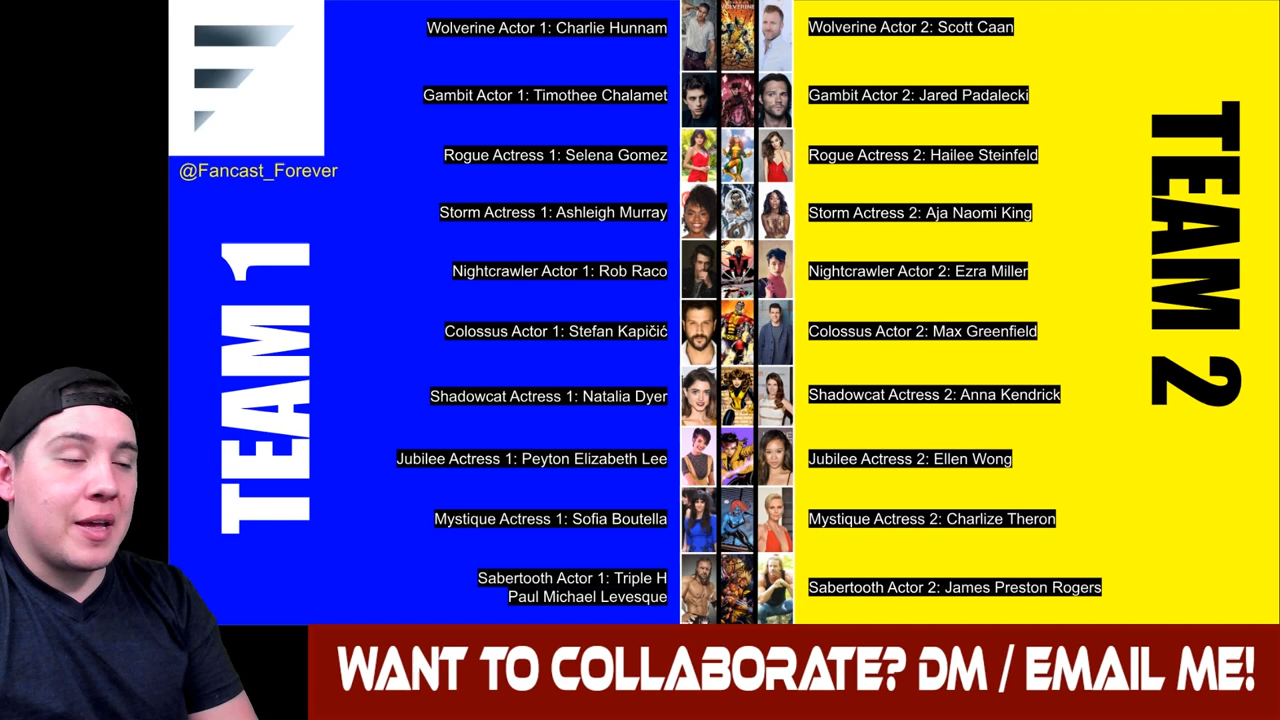 Wolverine Actor 1: Charlie Hunnam
Wolverine Actor 2: Scott Caan
Gambit Actor 1: Timothee Chalamet
Gambit Actor 2: Jared Padalecki
Rogue Actress 1: Selena Gomez
Rogue Actress 2: Hailee Steinfeld
@Fancast_Forever
Storm Actress 1: Ashleigh Murray
Storm Actress 2: Aja Naomi King
Nightcrawler Actor 1: Rob Raco
Nightcrawler Actor 2: Ezra Miller
Colossus Actor 1: Stefan Kapičić
Colossus Actor 2: Max Greenfield
Shadowcat Actress 1: Natalia Dyer
Shadowcat Actress 2: Anna Kendrick
Jubilee Actress 1: Peyton Elizabeth Lee
Jubilee Actress 2: Ellen Wong
Mystique Actress 1: Sofia Boutella
Mystique Actress 2: Charlize Theron
Sabertooth Actor 1: Triple H
Paul Michael Levesque
Sabertooth Actor 2: James Preston Rogers
TEAM 1
TEAM 2
WANT TO COLLABORATE? DM / EMAIL ME!